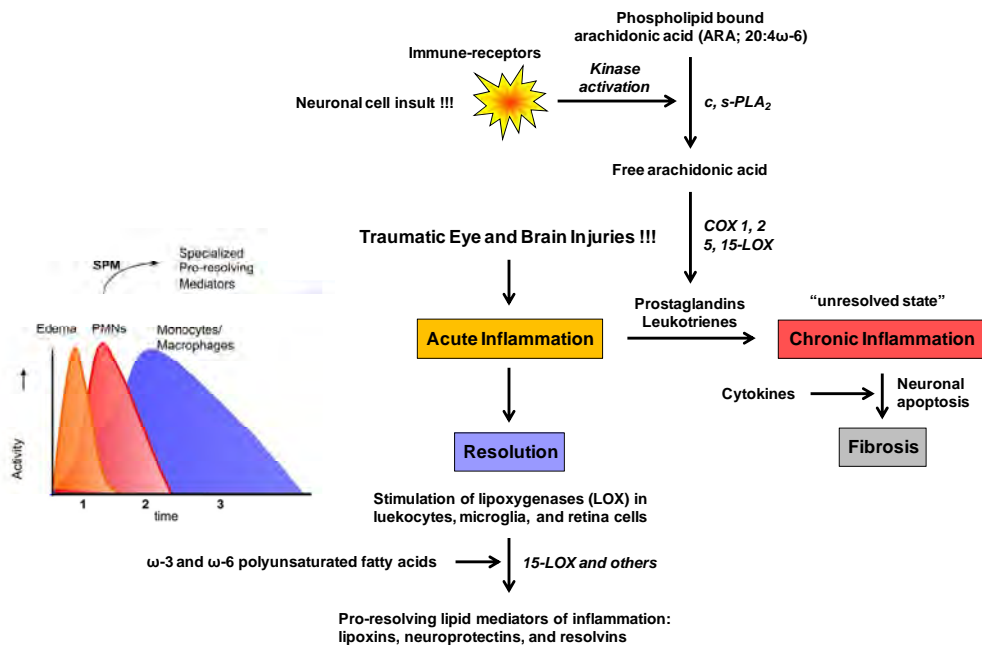 Phospholipid bound
arachidonic acid (ARA; 20:4ω-6)
Immune-receptors
Kinase
activation
Neuronal cell insult !!!
c, s-PLA₂
Free arachidonic acid
COX 1, 2
5, 15-LOX
Traumatic Eye and Brain Injuries !!!
SPM
Specialized
Pro-resolving
Mediators
Prostaglandins
Leukotrienes
“unresolved state”
Edema
PMNs
Monocytes/
Macrophages
Acute Inflammation
Chronic Inflammation
Cytokines
Neuronal
apoptosis
Fibrosis
Resolution
Activity
1 2 3
time
Stimulation of lipoxygenases (LOX) in
luekocytes, microglia, and retina cells
ω-3 and ω-6 polyunsaturated fatty acids
15-LOX and others
Pro-resolving lipid mediators of inflammation:
lipoxins, neuroprotectins, and resolvins